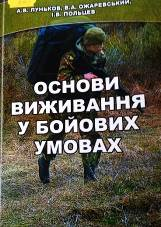 А.В. ЛУНЬКОВ, В.А. ОЖАРЕВСЬКИЙ,
І.В. ПОЛЬЦЕВ
ОСНОВИ
ВИЖИВАННЯ
У БОЙОВИХ
УМОВАХ